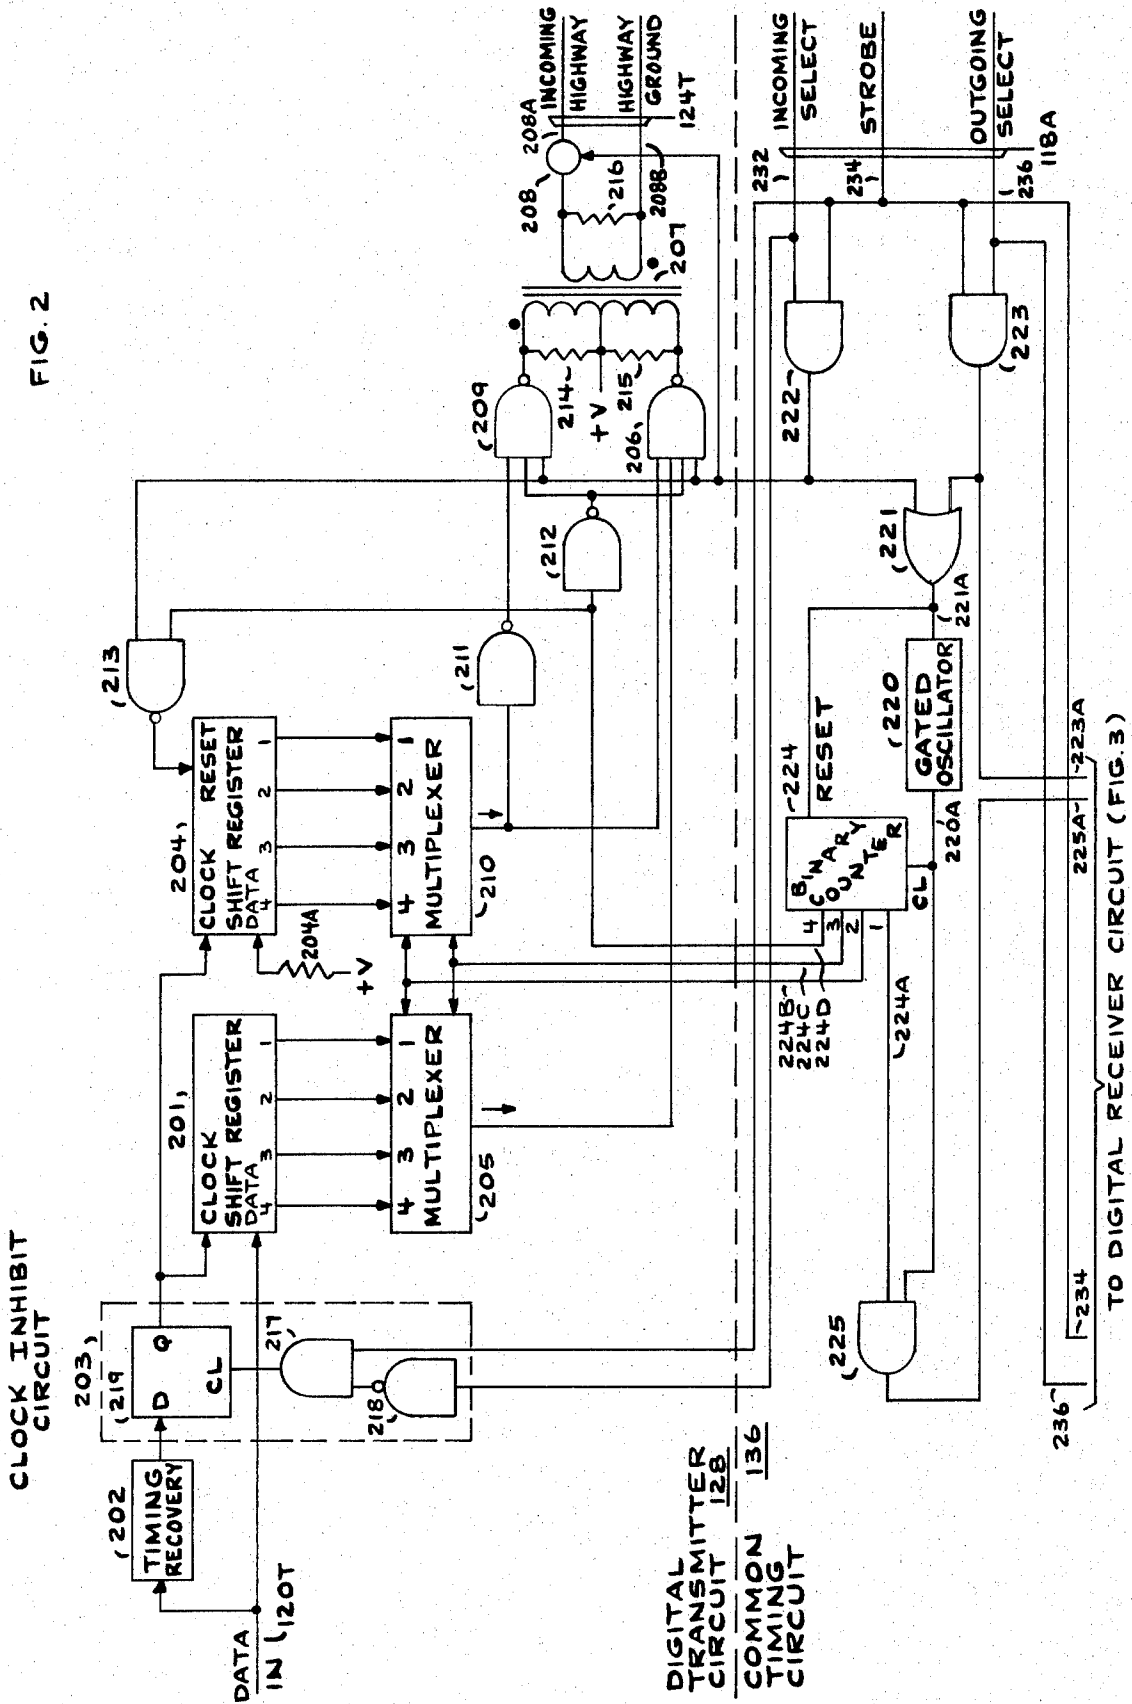 FIG. 2
CLOCK INHIBIT
CIRCUIT
203
219
D
Q
CL
217
218
202
TIMING
RECOVERY
DATA
IN
120T
201
CLOCK
SHIFT REGISTER
DATA
4
3
2
1
4
3
2
1
MULTIPLEXER
205
204
CLOCK RESET
SHIFT REGISTER
DATA
4
3
2
1
204A
+V
4
3
2
1
MULTIPLEXER
210
213
211
212
209
206
214
+V
215
207
216
208
208A
208B
INCOMING
HIGHWAY
HIGHWAY
GROUND
124T
DIGITAL
TRANSMITTER
CIRCUIT 128
COMMON 136
TIMING
CIRCUIT
232
INCOMING
SELECT
234
STROBE
OUTGOING
SELECT
236
118A
222
223
221
221A
220
GATED
OSCILLATOR
220A
224
RESET
BINARY
COUNTER
CL
4
3
2
1
224B
224C
224D
224A
225
225A
223A
234
236
TO DIGITAL RECEIVER CIRCUIT (FIG. 3)